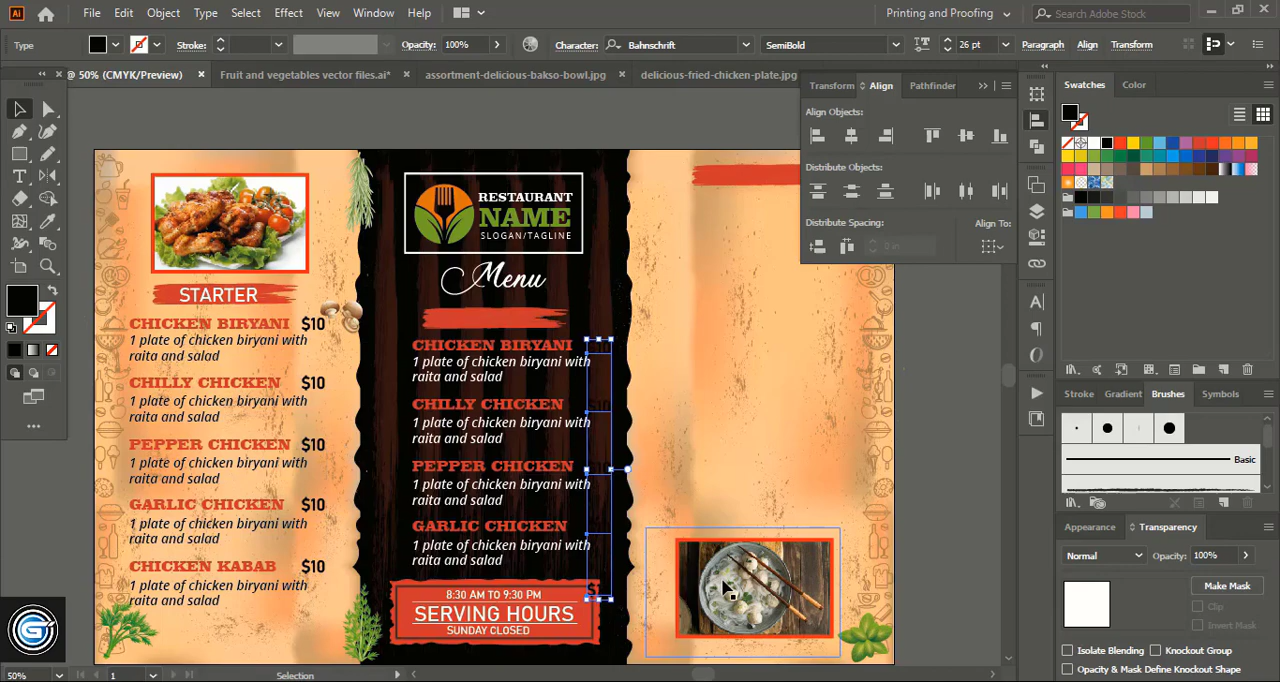 Ai File Edit Object Type Select Effect View Window Help Printing and Proofing Search Adobe Stock
Type Stroke: Opacity: 100% Character: Bahnschrift SemiBold 26 pt Paragraph Align Transform
@ 50% (CMYK/Preview) × Fruit and vegetables vector files.ai* × assortment-delicious-bakso-bowl.jpg × delicious-fried-chicken-plate.jpg
Transform Align Pathfinder
Align Objects:
Distribute Objects:
Distribute Spacing: Align To:
0 in
Swatches Color
Stroke Gradient Brushes Symbols
Basic
Appearance Transparency
Normal Opacity: 100%
Make Mask
Clip
Invert Mask
Isolate Blending Knockout Group
Opacity & Mask Define Knockout Shape
STARTER
CHICKEN BIRYANI $10
1 plate of chicken biryani with
raita and salad
CHILLY CHICKEN $10
1 plate of chicken biryani with
raita and salad
PEPPER CHICKEN $10
1 plate of chicken biryani with
raita and salad
GARLIC CHICKEN $10
1 plate of chicken biryani with
raita and salad
CHICKEN KABAB $10
1 plate of chicken biryani with
raita and salad
RESTAURANT
NAME
SLOGAN/TAGLINE
Menu
CHICKEN BIRYANI $10
1 plate of chicken biryani with
raita and salad
CHILLY CHICKEN $10
1 plate of chicken biryani with
raita and salad
PEPPER CHICKEN
1 plate of chicken biryani with
raita and salad
GARLIC CHICKEN
1 plate of chicken biryani with
raita and salad
8:30 AM TO 9:30 PM
SERVING HOURS
SUNDAY CLOSED
50% 1 Selection